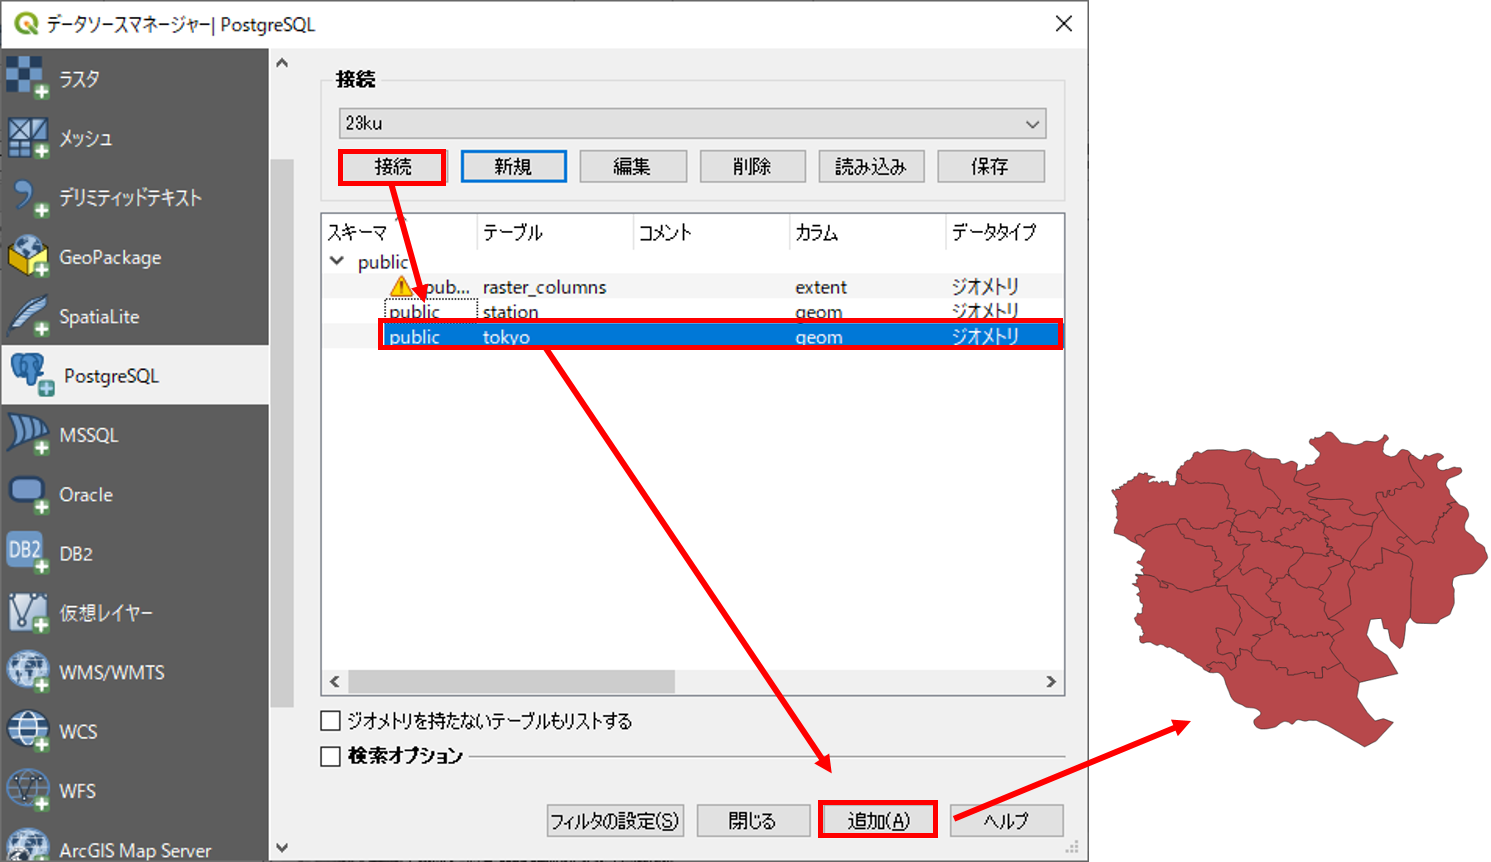 データソースマネージャー| PostgreSQL
ラスタ
メッシュ
デリミティッドテキスト
GeoPackage
SpatiaLite
PostgreSQL
MSSQL
Oracle
DB2
DB2
仮想レイヤー
WMS/WMTS
WCS
WFS
ArcGIS Map Server
接続
23ku
接続 新規 編集 削除 読み込み 保存
スキーマ テーブル コメント カラム データタイプ
public
pub... raster_columns extent ジオメトリ
public station geom ジオメトリ
public tokyo geom ジオメトリ
ジオメトリを持たないテーブルもリストする
検索オプション
フィルタの設定(S) 閉じる 追加(A) ヘルプ